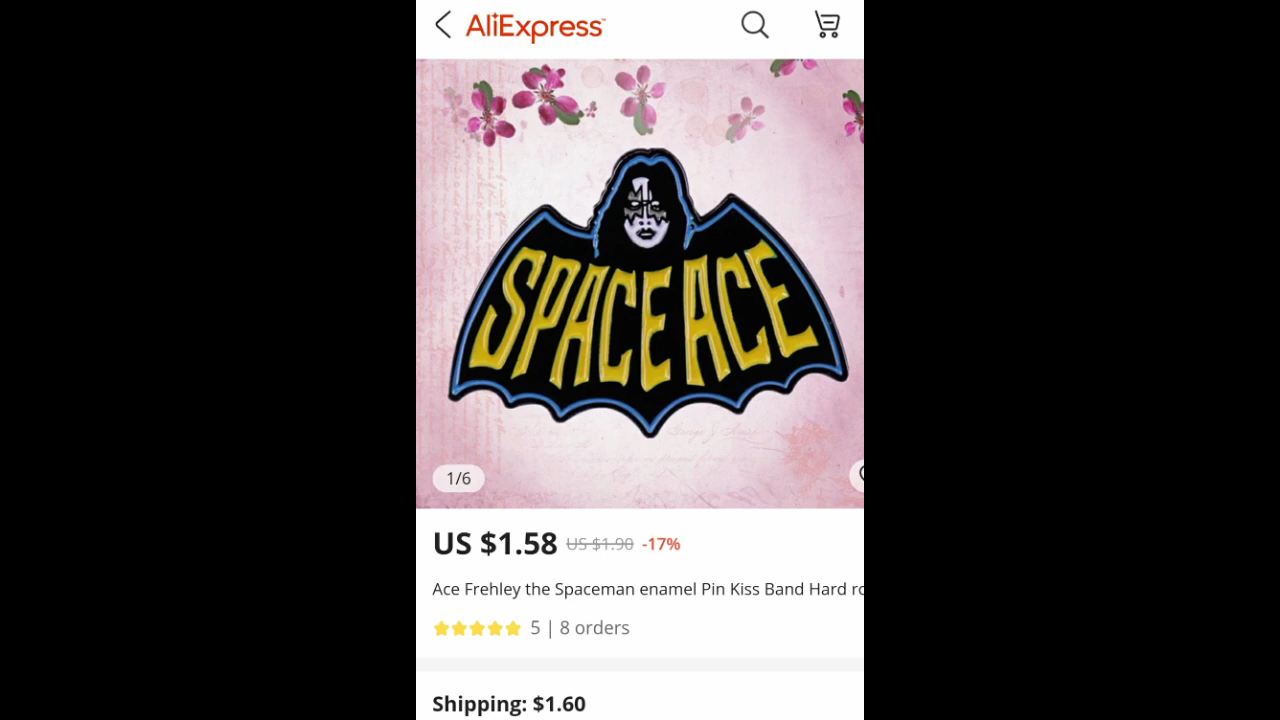 AliExpress
SPACE ACE
1/6
US $1.58 US $1.90 -17%
Ace Frehley the Spaceman enamel Pin Kiss Band Hard ro
5 | 8 orders
Shipping: $1.60